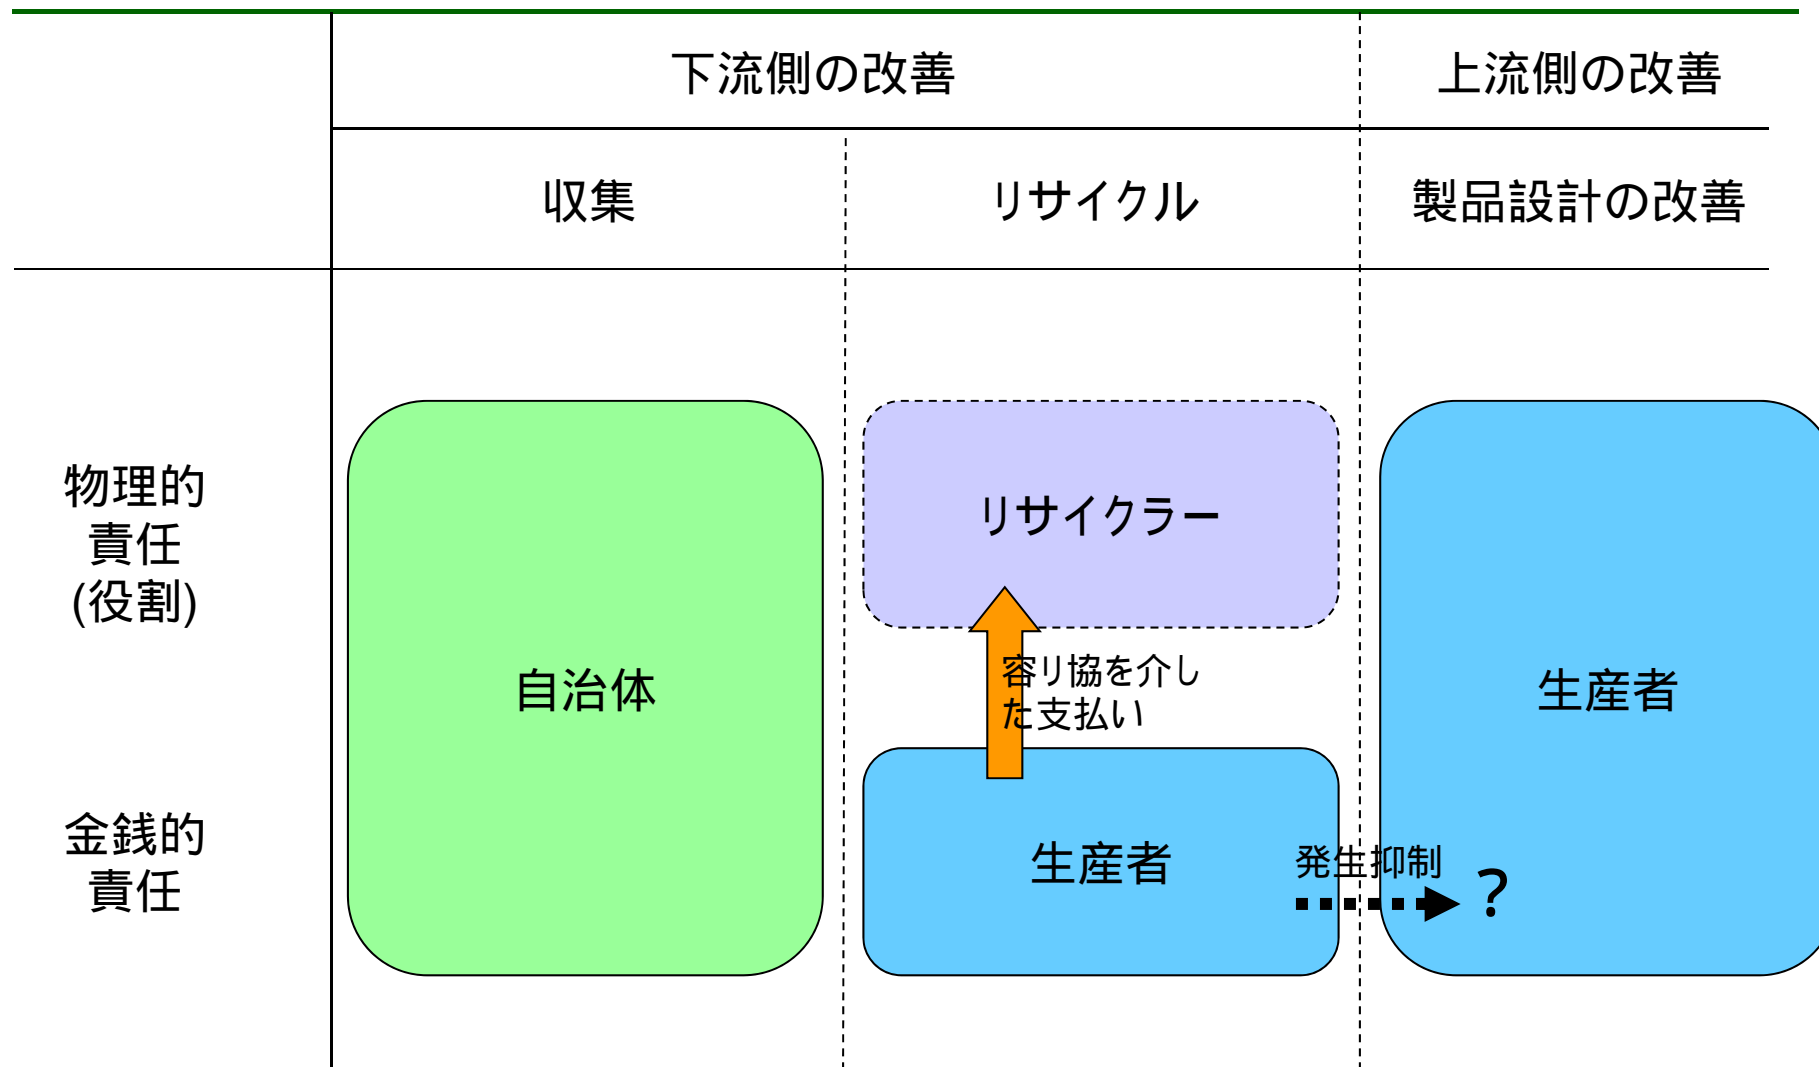 下流側の改善
上流側の改善
収集
リサイクル
製品設計の改善
物理的
責任
(役割)
自治体
リサイクラー
容リ協を介し
た支払い
生産者
金銭的
責任
生産者
発生抑制
?